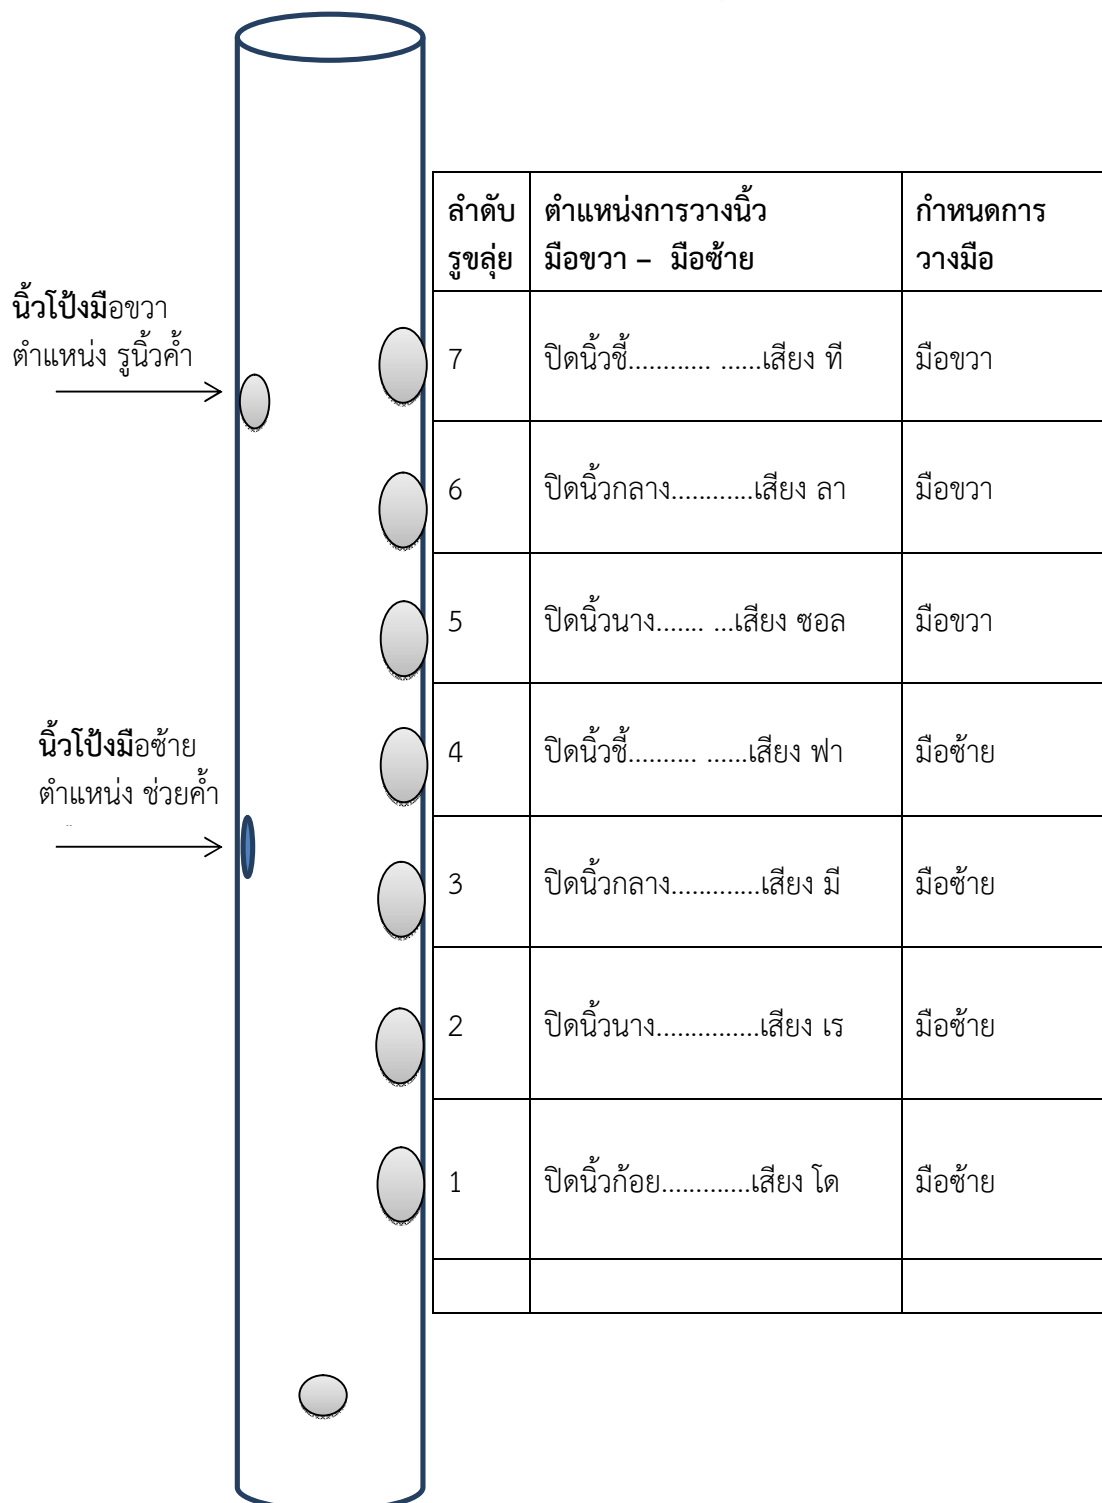 ลำดับ ตำแหน่งการวางนิ้ว กำหนดการ
รูขลุ่ย มือขวา – มือซ้าย วางมือ
นิ้วโป้งมือขวา
ตำแหน่ง รูนิ้วค้ำ
7 ปิดนิ้วชี้............ ......เสียง ที มือขวา
6 ปิดนิ้วกลาง............เสียง ลา มือขวา
5 ปิดนิ้วนาง....... ...เสียง ซอล มือขวา
นิ้วโป้งมือซ้าย
ตำแหน่ง ช่วยค้ำ
4 ปิดนิ้วชี้.......... ......เสียง ฟา มือซ้าย
3 ปิดนิ้วกลาง.............เสียง มี มือซ้าย
2 ปิดนิ้วนาง...............เสียง เร มือซ้าย
1 ปิดนิ้วก้อย.............เสียง โด มือซ้าย